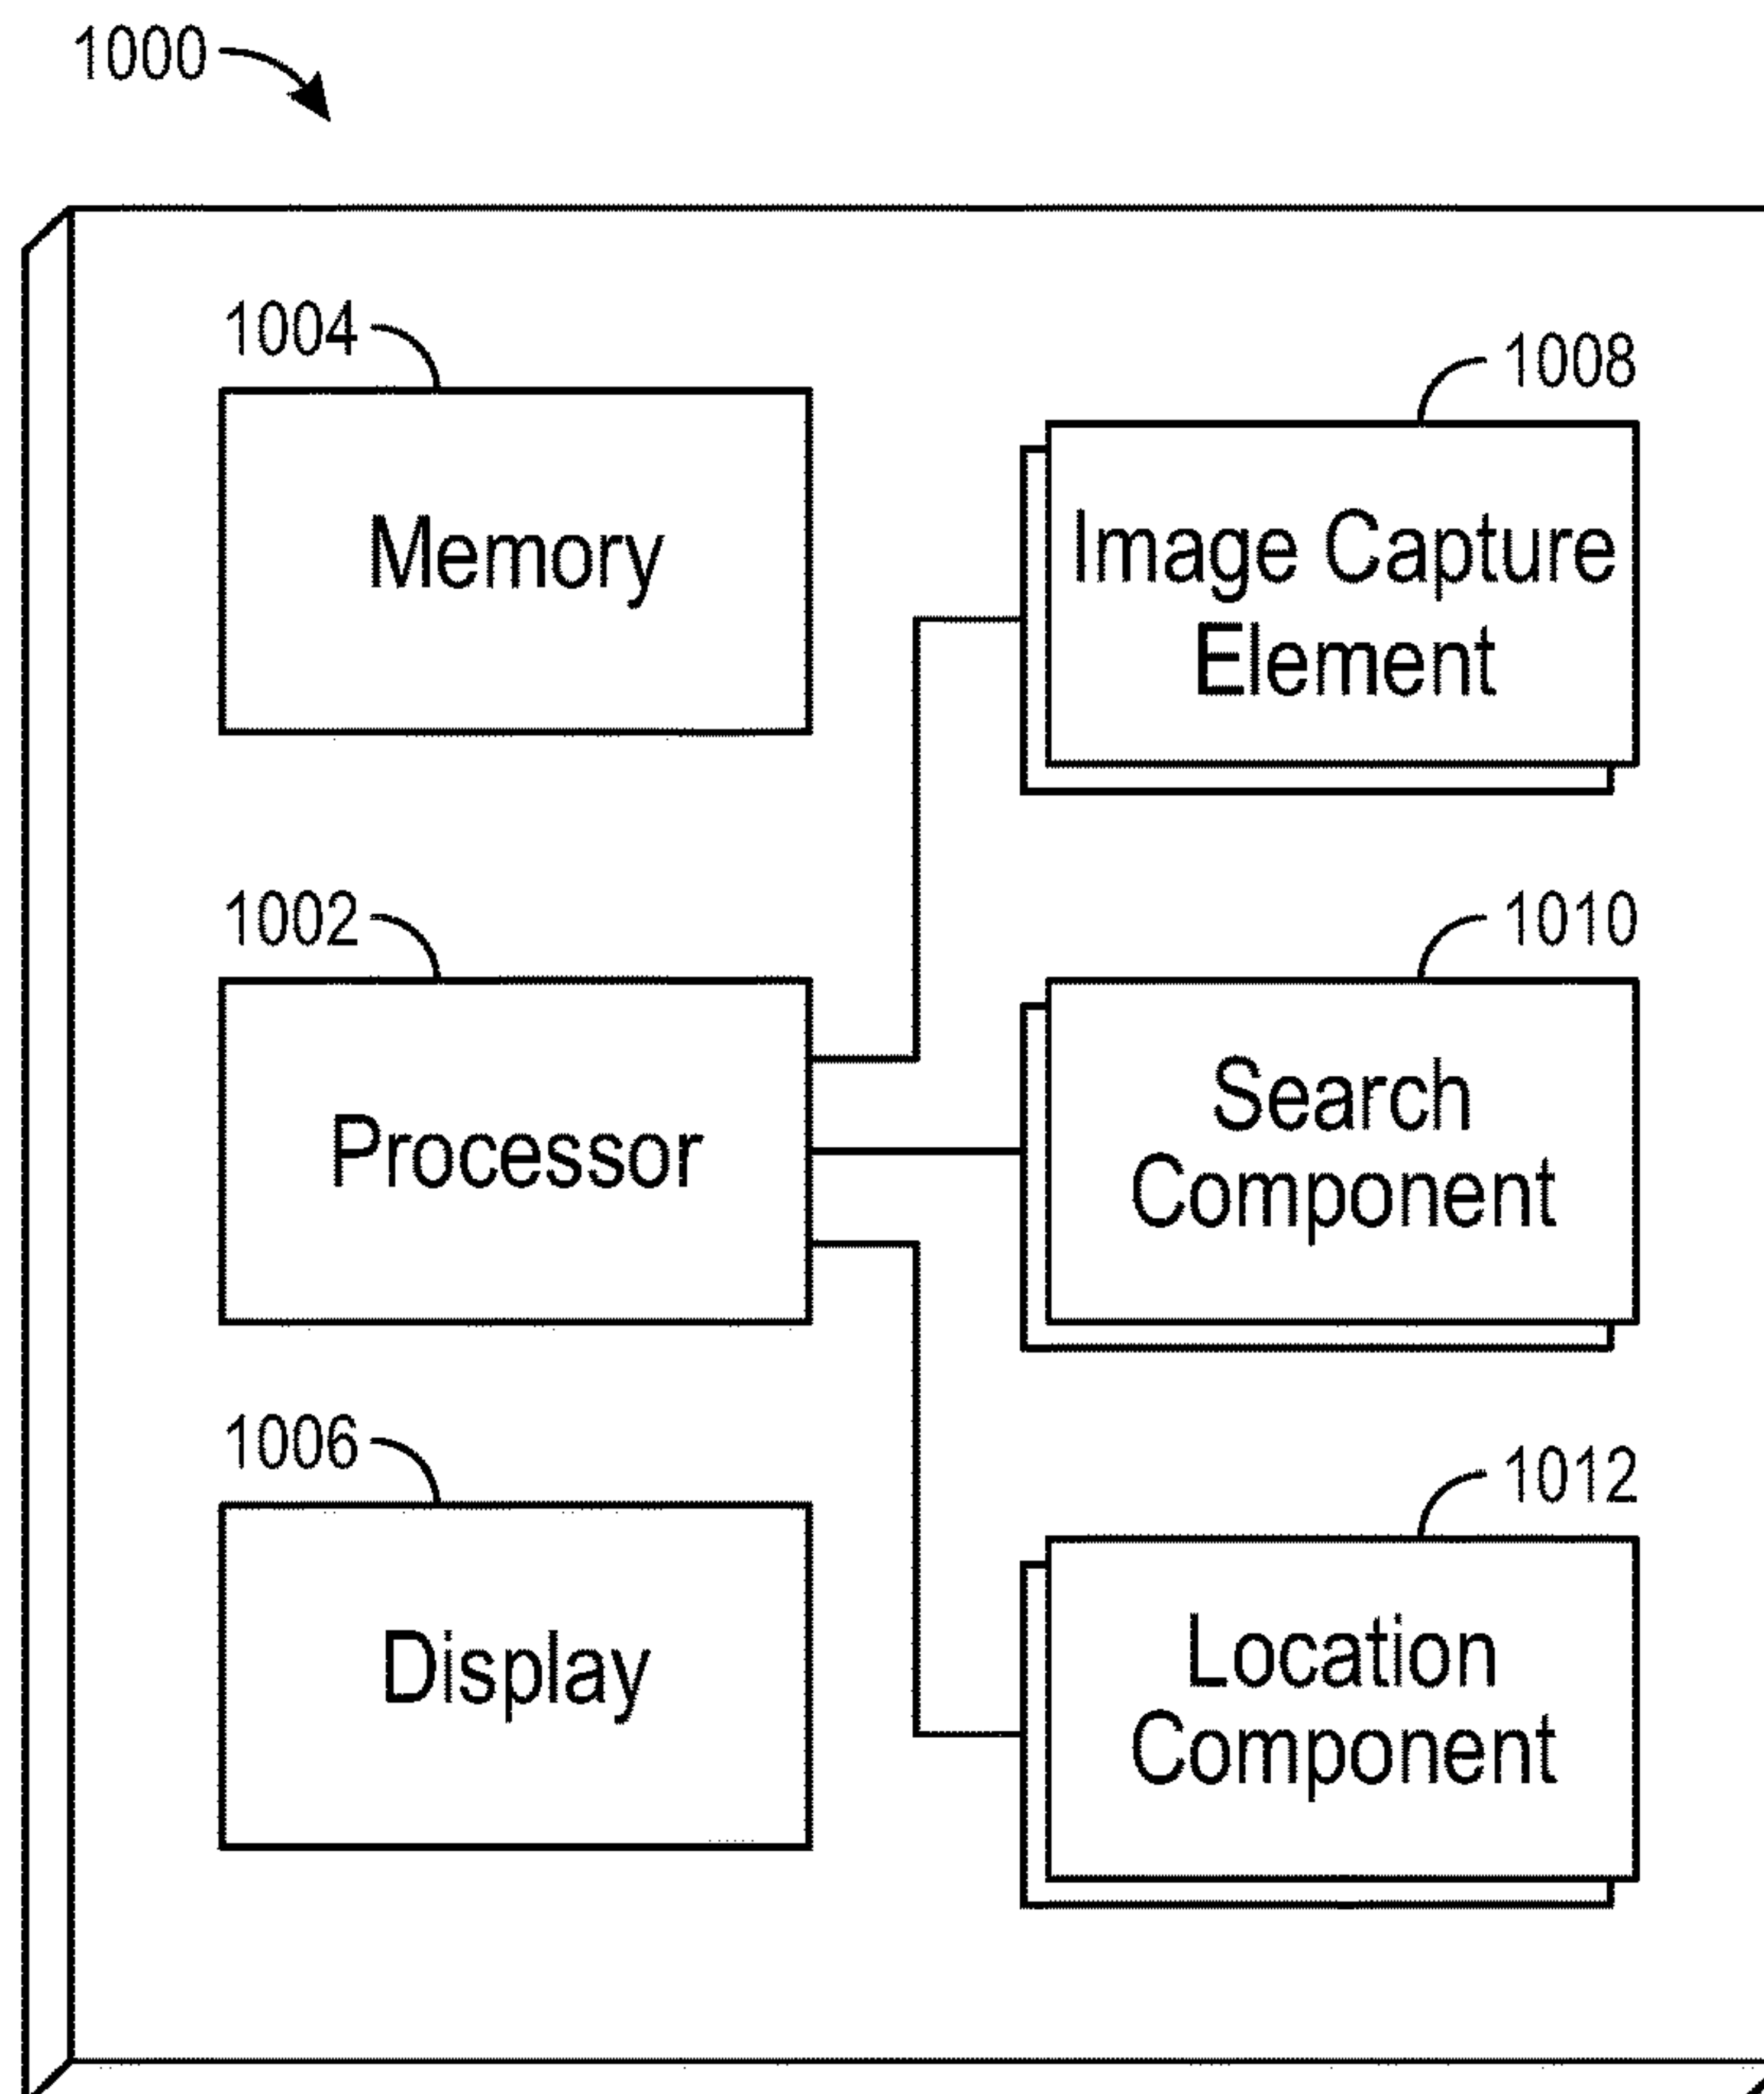 1000
1004
Memory
1008
Image Capture
Element
1002
Processor
1010
Search
Component
1006
Display
1012
Location
Component